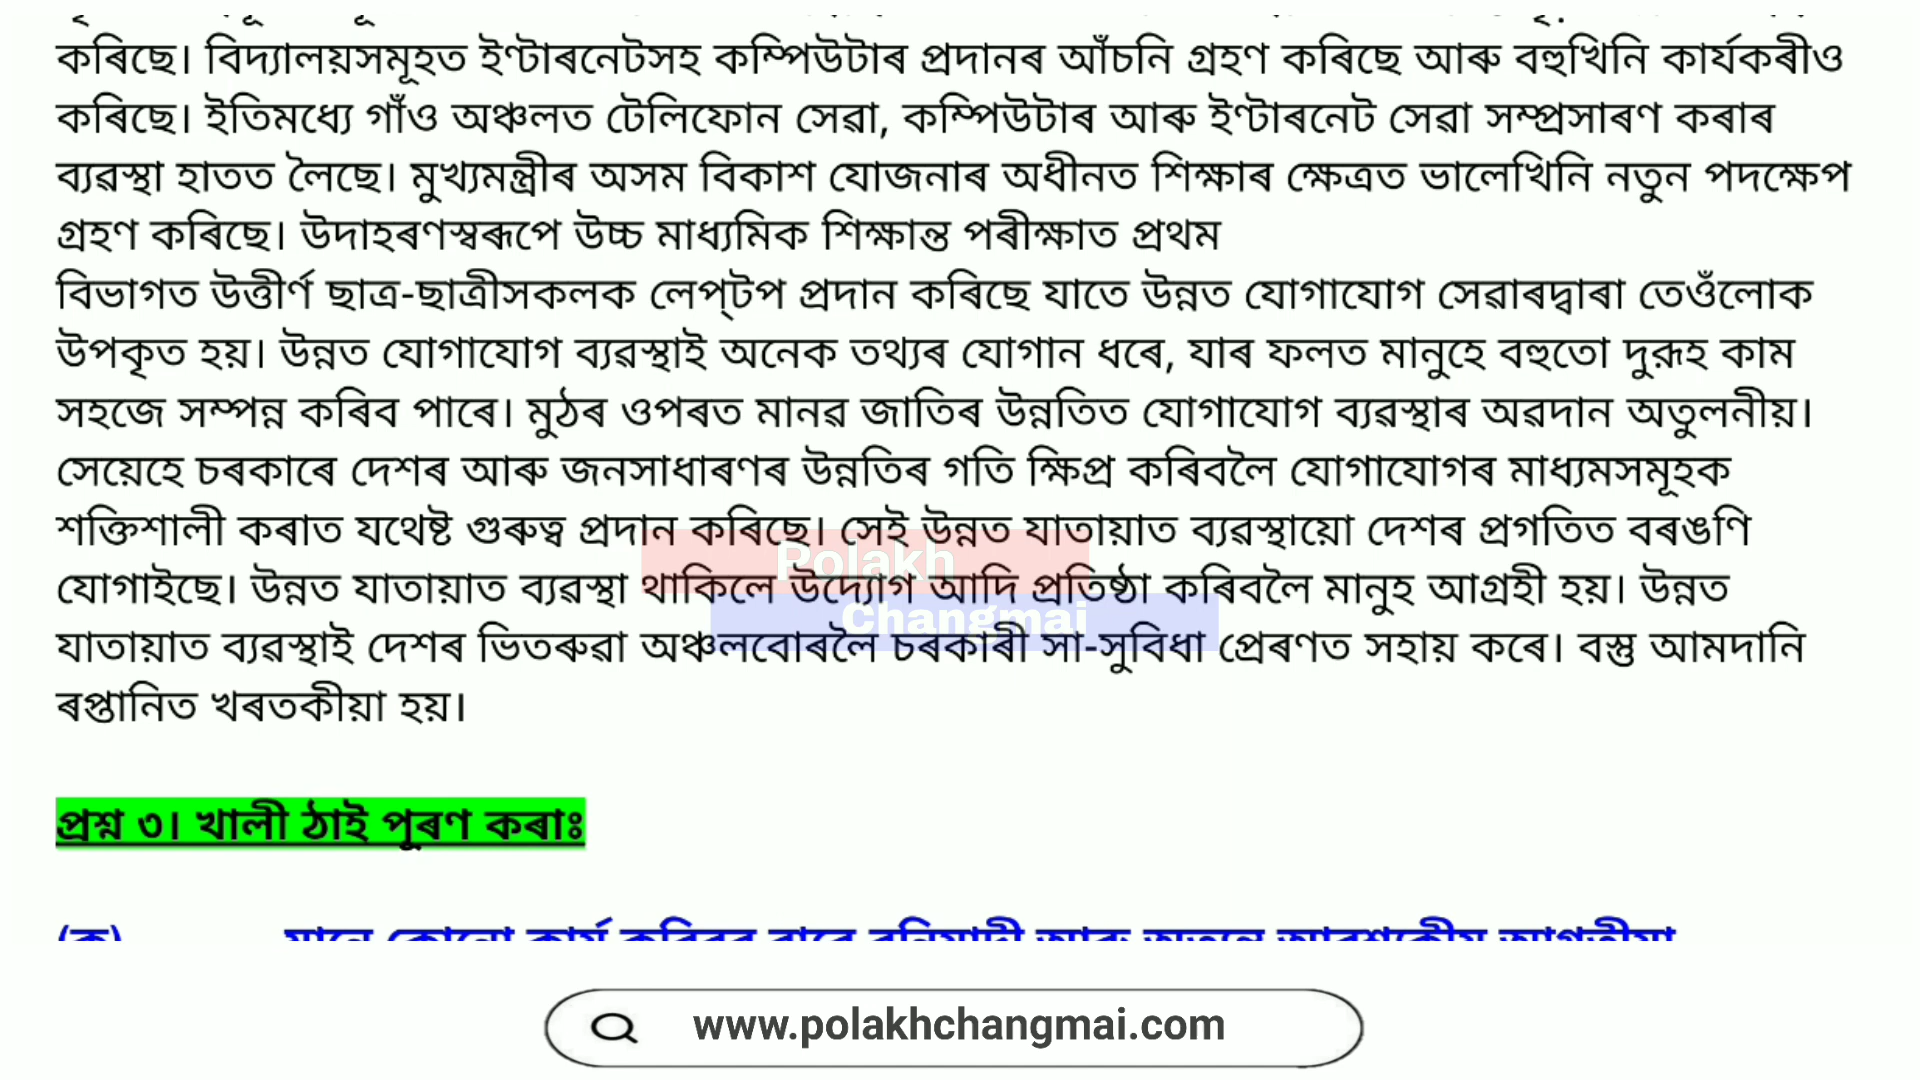 কৰিছে। বিদ্যালয়সমূহত ইণ্টাৰনেটসহ কম্পিউটাৰ প্ৰদানৰ আঁচনি গ্ৰহণ কৰিছে আৰু বহুখিনি কাৰ্যকৰীও
কৰিছে। ইতিমধ্যে গাঁও অঞ্চলত টেলিফোন সেৱা, কম্পিউটাৰ আৰু ইণ্টাৰনেট সেৱা সম্প্ৰসাৰণ কৰাৰ
ব্যৱস্থা হাতত লৈছে। মুখ্যমন্ত্ৰীৰ অসম বিকাশ যোজনাৰ অধীনত শিক্ষাৰ ক্ষেত্ৰত ভালেখিনি নতুন পদক্ষেপ
গ্ৰহণ কৰিছে। উদাহৰণস্বৰূপে উচ্চ মাধ্যমিক শিক্ষান্ত পৰীক্ষাত প্ৰথম
বিভাগত উত্তীৰ্ণ ছাত্ৰ-ছাত্ৰীসকলক লেপ্‌টপ প্ৰদান কৰিছে যাতে উন্নত যোগাযোগ সেৱাৰদ্বাৰা তেওঁলোক
উপকৃত হয়। উন্নত যোগাযোগ ব্যৱস্থাই অনেক তথ্যৰ যোগান ধৰে, যাৰ ফলত মানুহে বহুতো দুৰূহ কাম
সহজে সম্পন্ন কৰিব পাৰে। মুঠৰ ওপৰত মানৱ জাতিৰ উন্নতিত যোগাযোগ ব্যৱস্থাৰ অৱদান অতুলনীয়।
সেয়েহে চৰকাৰে দেশৰ আৰু জনসাধাৰণৰ উন্নতিৰ গতি ক্ষিপ্ৰ কৰিবলৈ যোগাযোগৰ মাধ্যমসমূহক
শক্তিশালী কৰাত যথেষ্ট গুৰুত্ব প্ৰদান কৰিছে। সেই উন্নত যাতায়াত ব্যৱস্থায়ো দেশৰ প্ৰগতিত বৰঙণি
Polakh
যোগাইছে। উন্নত যাতায়াত ব্যৱস্থা থাকিলে উদ্যোগ আদি প্ৰতিষ্ঠা কৰিবলৈ মানুহ আগ্ৰহী হয়। উন্নত
Changmai
যাতায়াত ব্যৱস্থাই দেশৰ ভিতৰুৱা অঞ্চলবোৰলৈ চৰকাৰী সা-সুবিধা প্ৰেৰণত সহায় কৰে। বস্তু আমদানি
ৰপ্তানিত খৰতকীয়া হয়।
প্ৰশ্ন ৩। খালী ঠাই পূৰণ কৰাঃ
www.polakhchangmai.com